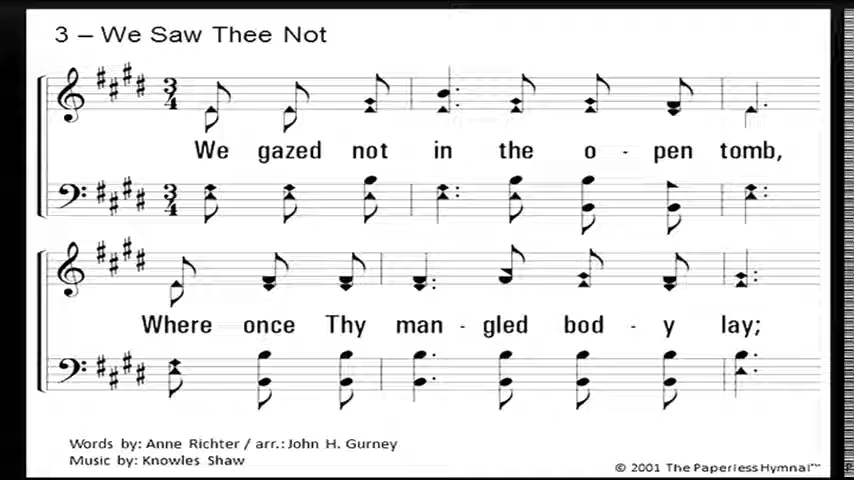 3 – We Saw Thee Not
We gazed not in the o - pen tomb,
Where once Thy man - gled bod - y lay;
Words by: Anne Richter / arr.: John H. Gurney
Music by: Knowles Shaw
© 2001 The Paperless Hymnal™